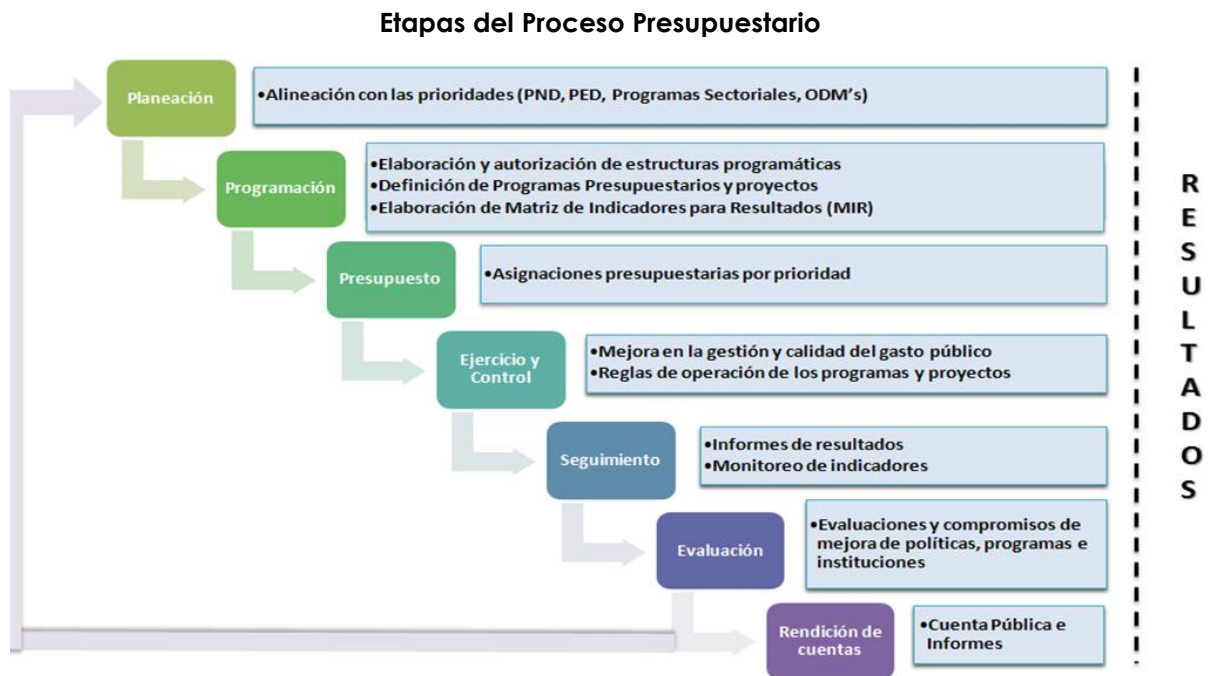 Etapas del Proceso Presupuestario
Planeación
•Alineación con las prioridades (PND, PED, Programas Sectoriales, ODM's)
Programación
•Elaboración y autorización de estructuras programáticas
•Definición de Programas Presupuestarios y proyectos
•Elaboración de Matriz de Indicadores para Resultados (MIR)
Presupuesto
•Asignaciones presupuestarias por prioridad
Ejercicio y
Control
•Mejora en la gestión y calidad del gasto público
•Reglas de operación de los programas y proyectos
Seguimiento
•Informes de resultados
•Monitoreo de indicadores
Evaluación
•Evaluaciones y compromisos de
mejora de políticas, programas e
instituciones
Rendición de
cuentas
•Cuenta Pública e
Informes
RESULTADOS